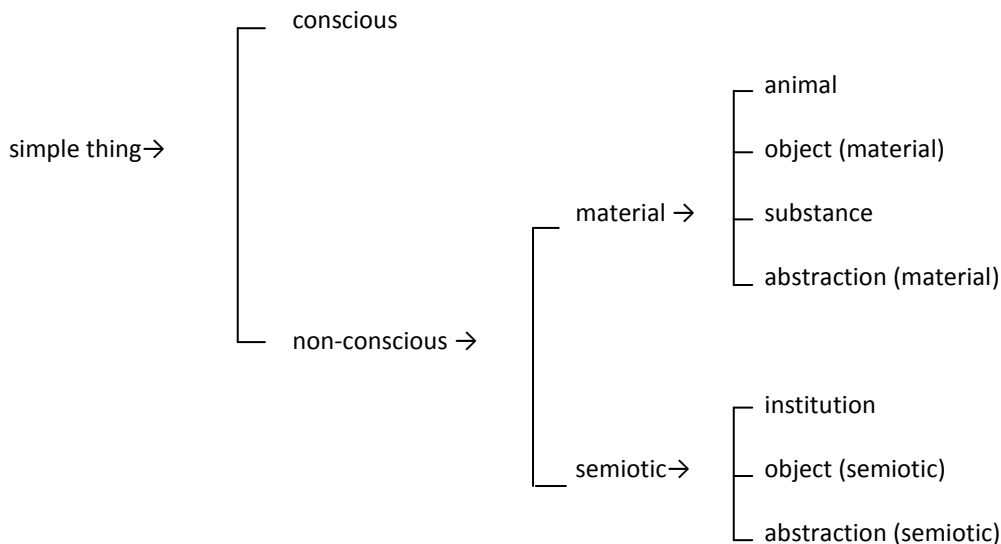 conscious
animal
simple thing→
object (material)
material →
substance
abstraction (material)
non-conscious →
institution
semiotic→
object (semiotic)
abstraction (semiotic)